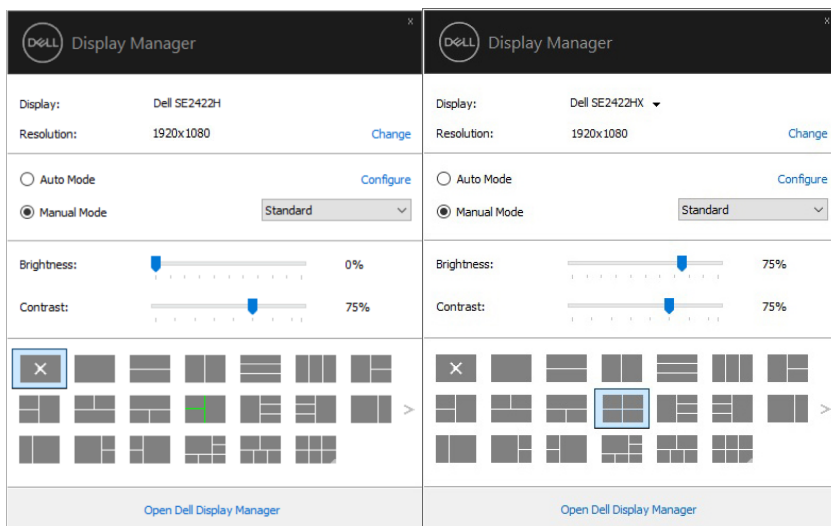 DELL Display Manager x
Display: Dell SE2422H
Resolution: 1920x1080 Change
Auto Mode Configure
Manual Mode Standard
Brightness: 0%
Contrast: 75%
Open Dell Display Manager
DELL Display Manager x
Display: Dell SE2422HX
Resolution: 1920x1080 Change
Auto Mode Configure
Manual Mode Standard
Brightness: 75%
Contrast: 75%
Open Dell Display Manager